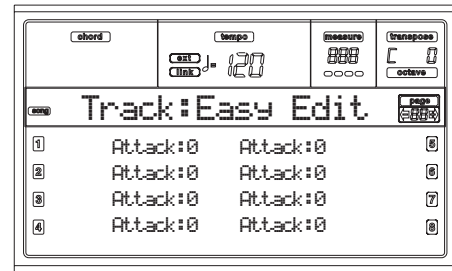 chord tempo measure transpose
ext link ♩= 120 888 C 0
octave
song Track:Easy Edit page
1 Attack:0 Attack:0 5
2 Attack:0 Attack:0 6
3 Attack:0 Attack:0 7
4 Attack:0 Attack:0 8